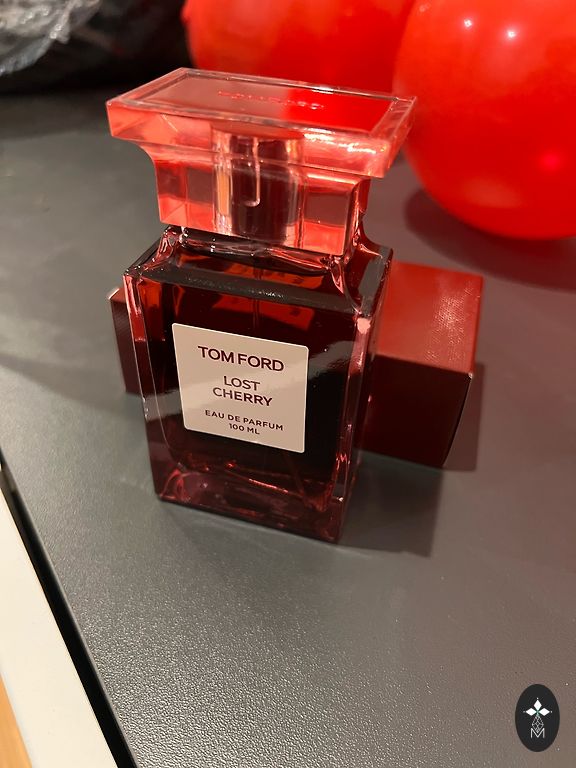 TOM FORD
LOST
CHERRY
EAU DE PARFUM
100 ML
M